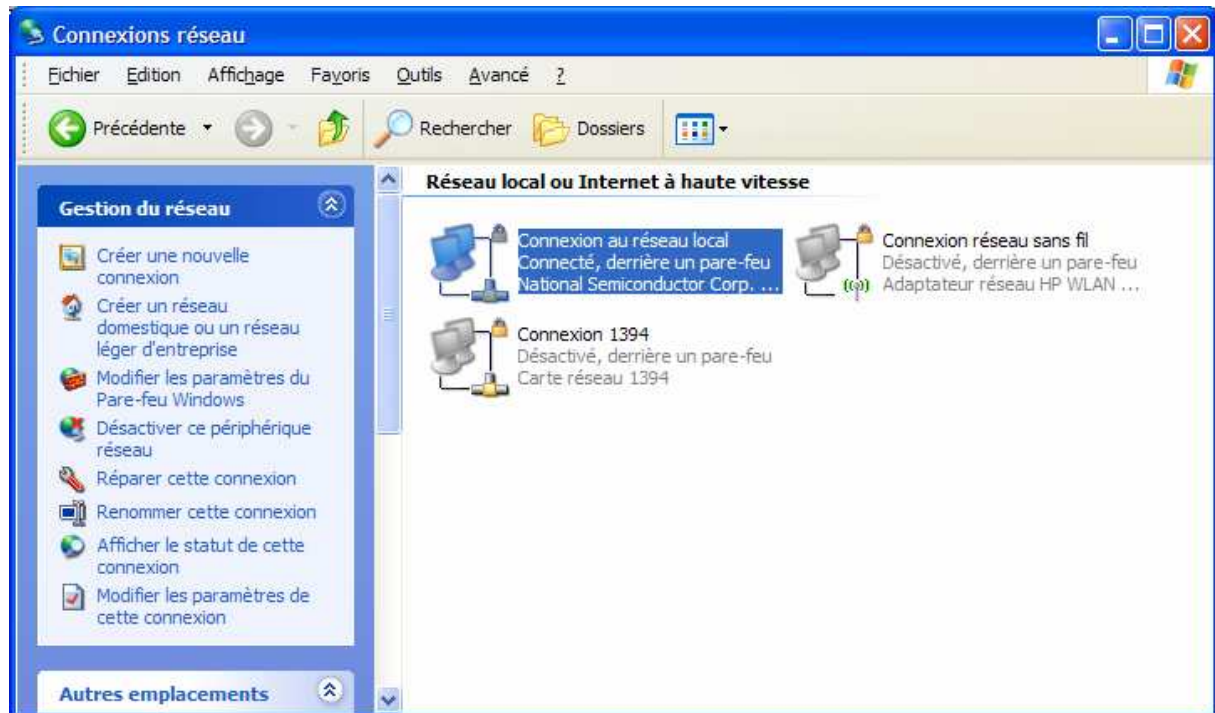 Connexions réseau
Fichier Edition Affichage Favoris Outils Avancé ?
Précédente Rechercher Dossiers
Gestion du réseau
Créer une nouvelle
connexion
Créer un réseau
domestique ou un réseau
léger d'entreprise
Modifier les paramètres du
Pare-feu Windows
Désactiver ce périphérique
réseau
Réparer cette connexion
Renommer cette connexion
Afficher le statut de cette
connexion
Modifier les paramètres de
cette connexion
Autres emplacements
Réseau local ou Internet à haute vitesse
Connexion au réseau local
Connecté, derrière un pare-feu
National Semiconductor Corp. ...
Connexion réseau sans fil
Désactivé, derrière un pare-feu
Adaptateur réseau HP WLAN ...
Connexion 1394
Désactivé, derrière un pare-feu
Carte réseau 1394